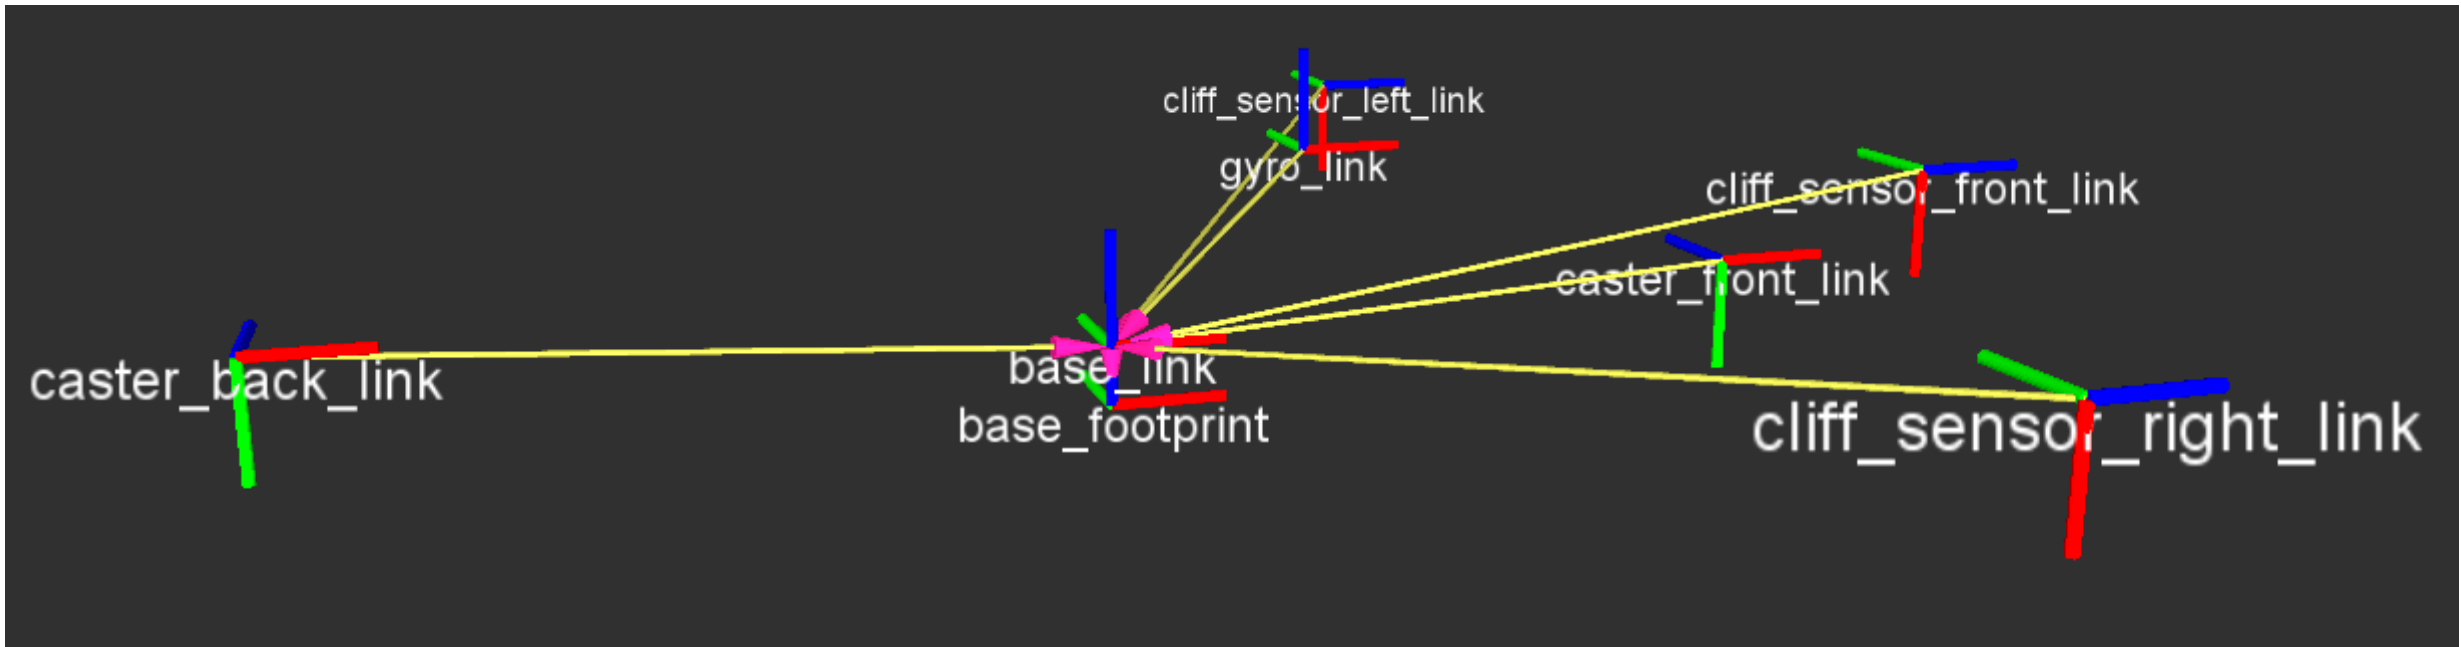 cliff_sensor_left_link
gyro_link
cliff_sensor_front_link
caster_front_link
caster_back_link
base_link
cliff_sensor_right_link
base_footprint